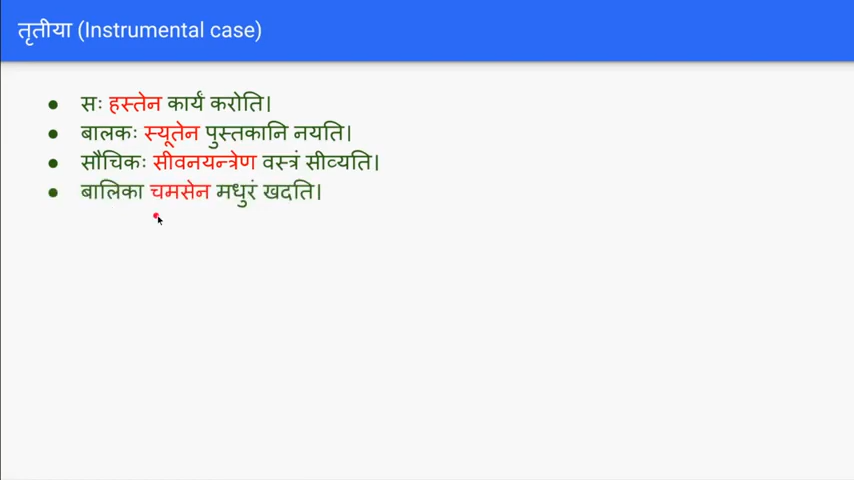 तृतीया (Instrumental case)
● सः हस्तेन कार्यं करोति।
● बालकः स्यूतेन पुस्तकानि नयति।
● सौचिकः सीवनयन्त्रेण वस्त्रं सीव्यति।
● बालिका चमसेन मधुरं खदति।